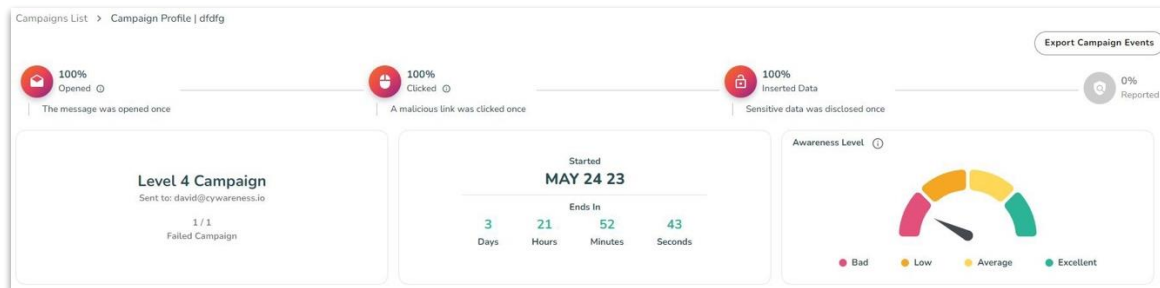 Campaigns List > Campaign Profile | dfdfg
Export Campaign Events
100%
Opened
The message was opened once
100%
Clicked
A malicious link was clicked once
100%
Inserted Data
Sensitive data was disclosed once
0%
Reported
Level 4 Campaign
Sent to: david@cywareness.io
1 / 1
Failed Campaign
Started
MAY 24 23
Ends In
3 21 52 43
Days Hours Minutes Seconds
Awareness Level
Bad Low Average Excellent